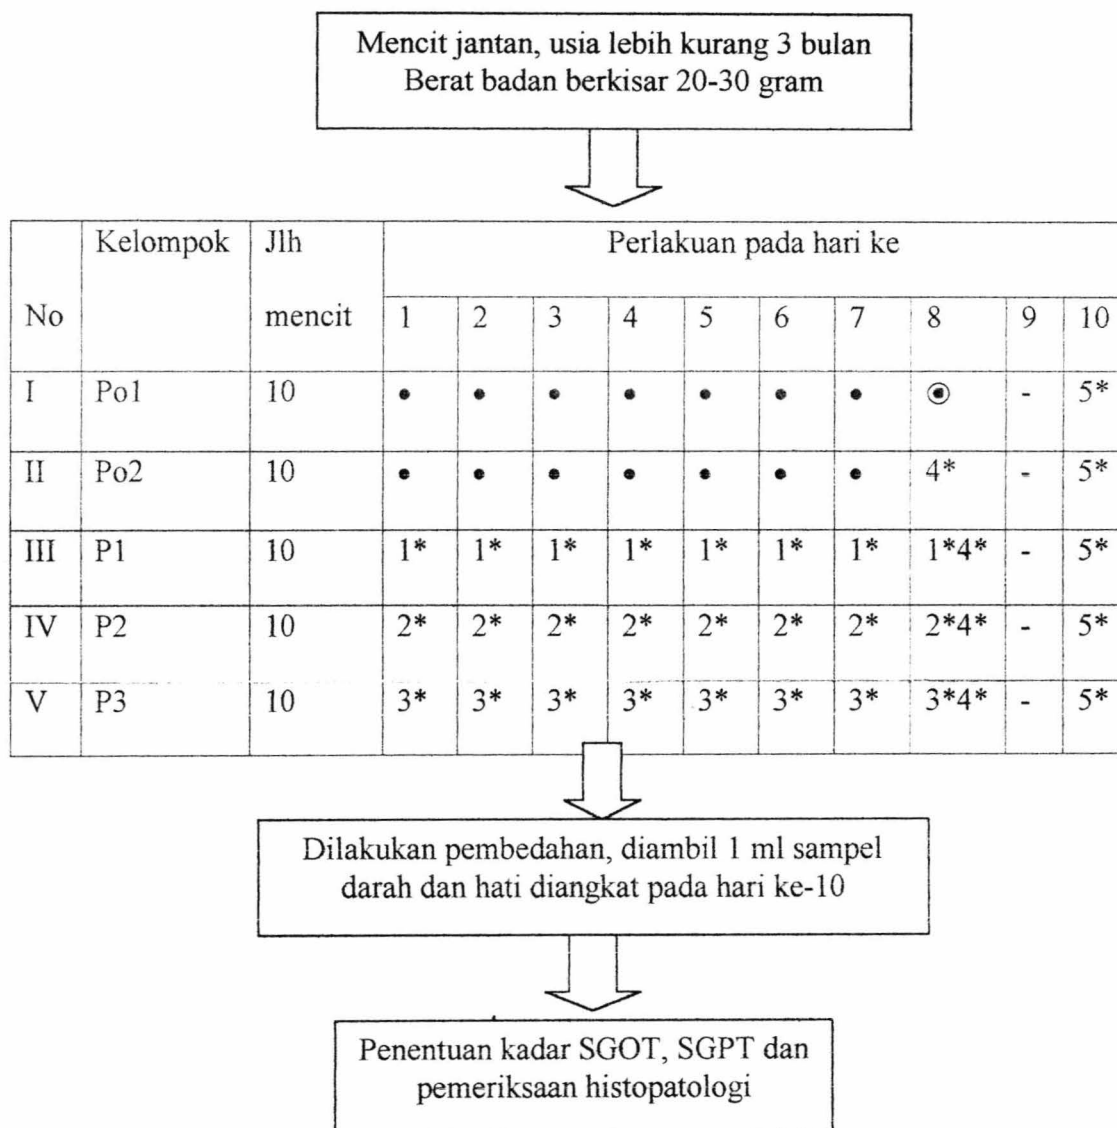 Mencit jantan, usia lebih kurang 3 bulan
Berat badan berkisar 20-30 gram
No Kelompok Jlh mencit Perlakuan pada hari ke
1 2 3 4 5 6 7 8 9 10
I Po1 10 • • • • • • • ⦿ - 5*
II Po2 10 • • • • • • • 4* - 5*
III P1 10 1* 1* 1* 1* 1* 1* 1* 1*4* - 5*
IV P2 10 2* 2* 2* 2* 2* 2* 2* 2*4* - 5*
V P3 10 3* 3* 3* 3* 3* 3* 3* 3*4* - 5*
Dilakukan pembedahan, diambil 1 ml sampel
darah dan hati diangkat pada hari ke-10
Penentuan kadar SGOT, SGPT dan
pemeriksaan histopatologi